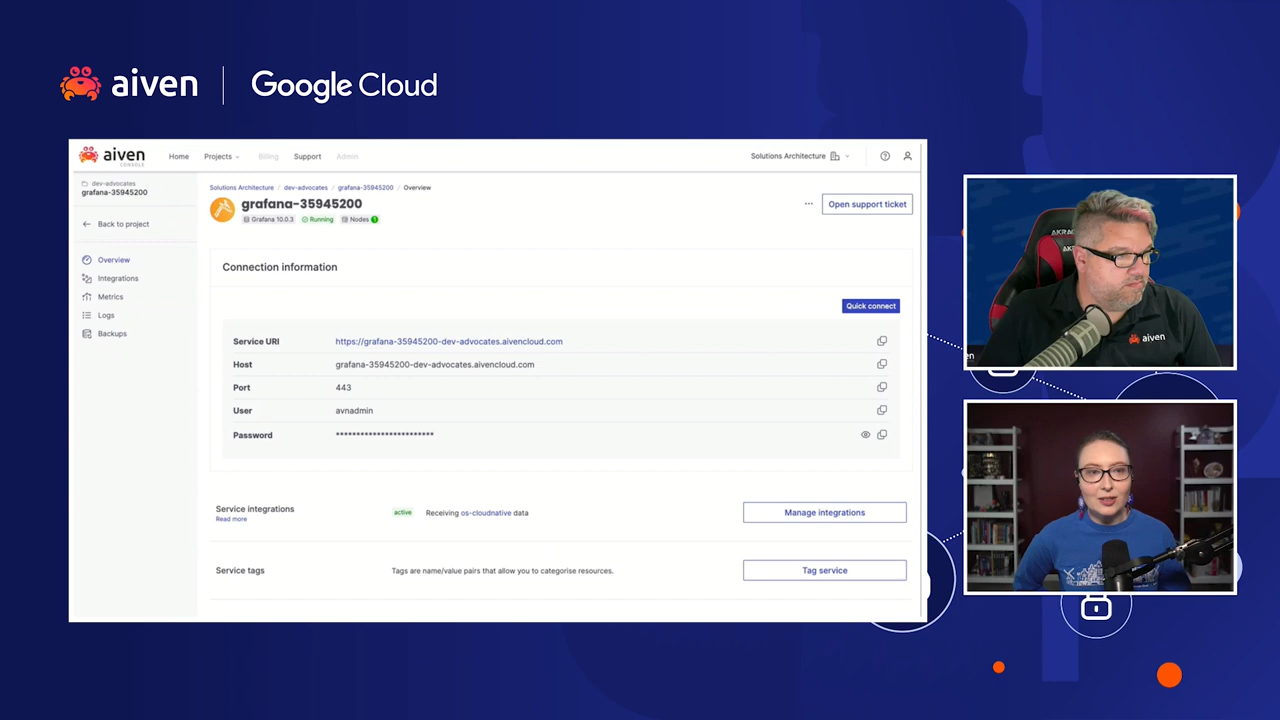 aiven | Google Cloud
aiven
CONSOLE
Home
Projects
Billing
Support
Admin
Solutions Architecture
dev-advocates
grafana-35945200
Back to project
Overview
Integrations
Metrics
Logs
Backups
Solutions Architecture / dev-advocates / grafana-35945200 / Overview
grafana-35945200
Grafana 10.0.3
Running
Nodes 1
Open support ticket
Connection information
Quick connect
Service URI https://grafana-35945200-dev-advocates.aivencloud.com
Host grafana-35945200-dev-advocates.aivencloud.com
Port 443
User avnadmin
Password ************************
Service integrations
Read more
active Receiving os-cloudnative data
Manage integrations
Service tags
Tags are name/value pairs that allow you to categorise resources.
Tag service
aiven